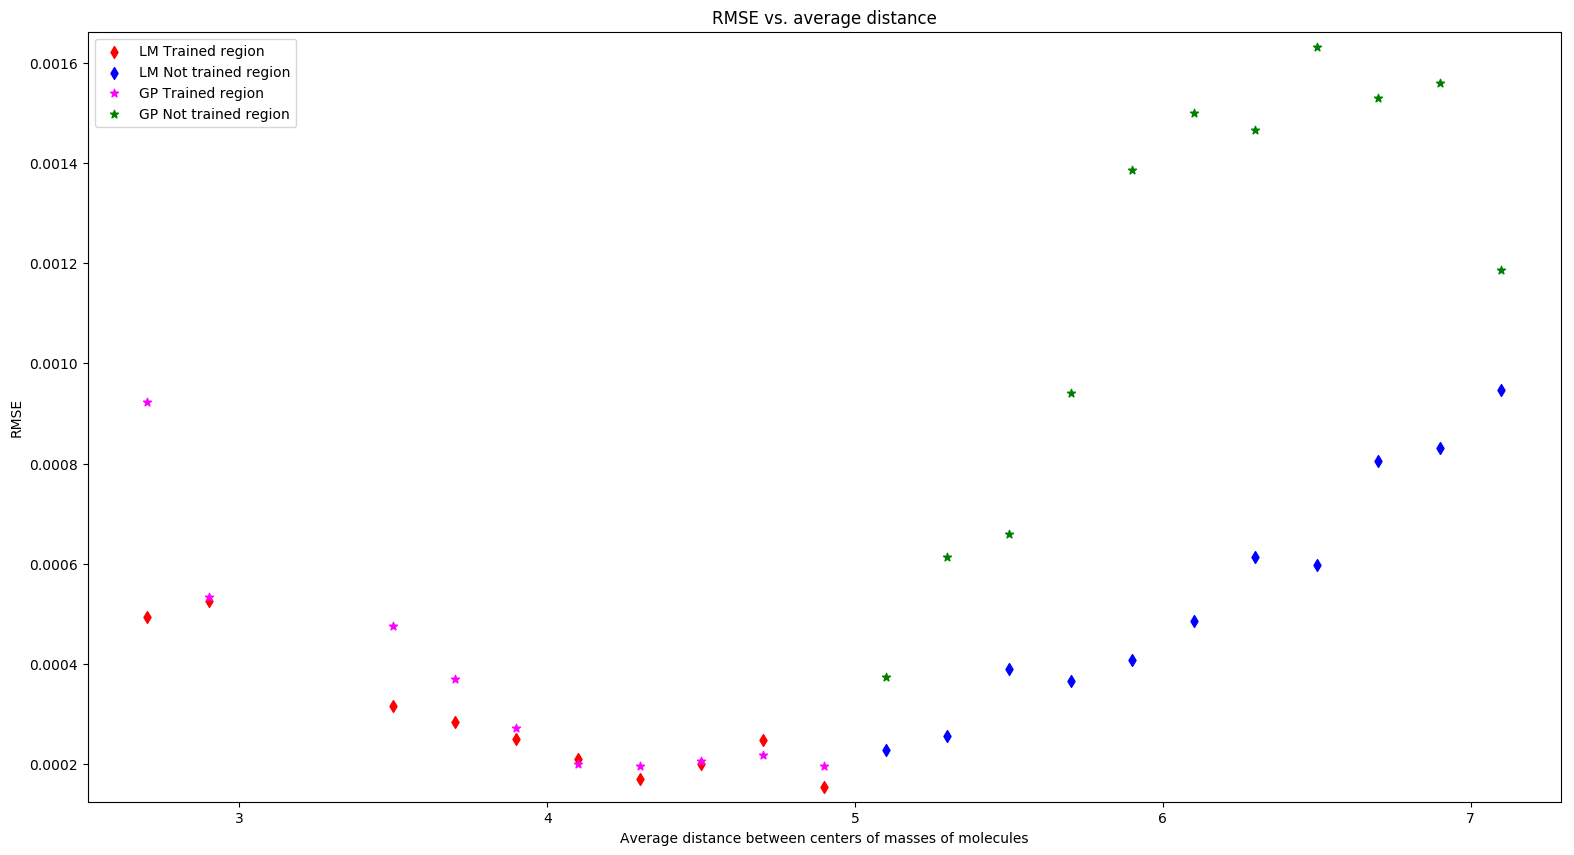 RMSE vs. average distance
LM Trained region
LM Not trained region
GP Trained region
GP Not trained region
0.0016
0.0014
0.0012
0.0010
0.0008
0.0006
0.0004
0.0002
RMSE
3 4 5 6 7
Average distance between centers of masses of molecules